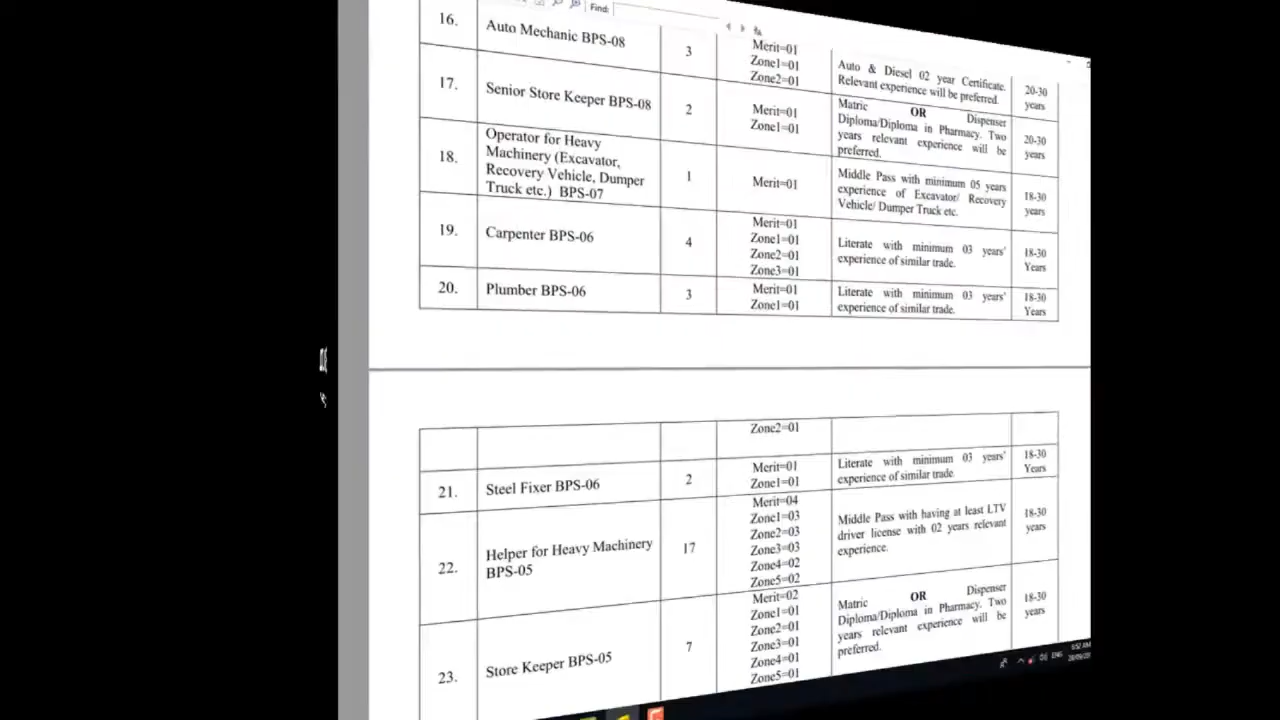 Find:
16.
Auto Mechanic BPS-08
3
Merit=01
Zone1=01
Zone2=01
Auto & Diesel 02 year Certificate.
Relevant experience will be preferred.
20-30
years
17.
Senior Store Keeper BPS-08
2
Merit=01
Zone1=01
Matric OR Dispenser
Diploma/Diploma in Pharmacy. Two
years relevant experience will be
preferred.
20-30
years
18.
Operator for Heavy
Machinery (Excavator,
Recovery Vehicle, Dumper
Truck etc.) BPS-07
1
Merit=01
Middle Pass with minimum 05 years
experience of Excavator/ Recovery
Vehicle/ Dumper Truck etc.
18-30
years
19.
Carpenter BPS-06
4
Merit=01
Zone1=01
Zone2=01
Zone3=01
Literate with minimum 03 years'
experience of similar trade.
18-30
Years
20.
Plumber BPS-06
3
Merit=01
Zone1=01
Literate with minimum 03 years'
experience of similar trade.
18-30
Years
Zone2=01
21.
Steel Fixer BPS-06
2
Merit=01
Zone1=01
Literate with minimum 03 years'
experience of similar trade.
18-30
Years
22.
Helper for Heavy Machinery
BPS-05
17
Merit=04
Zone1=03
Zone2=03
Zone3=03
Zone4=02
Zone5=02
Middle Pass with having at least LTV
driver license with 02 years relevant
experience.
18-30
years
23.
Store Keeper BPS-05
7
Merit=02
Zone1=01
Zone2=01
Zone3=01
Zone4=01
Zone5=01
Matric OR Dispenser
Diploma/Diploma in Pharmacy. Two
years relevant experience will be
preferred.
18-30
years
ENG
6:52 AM